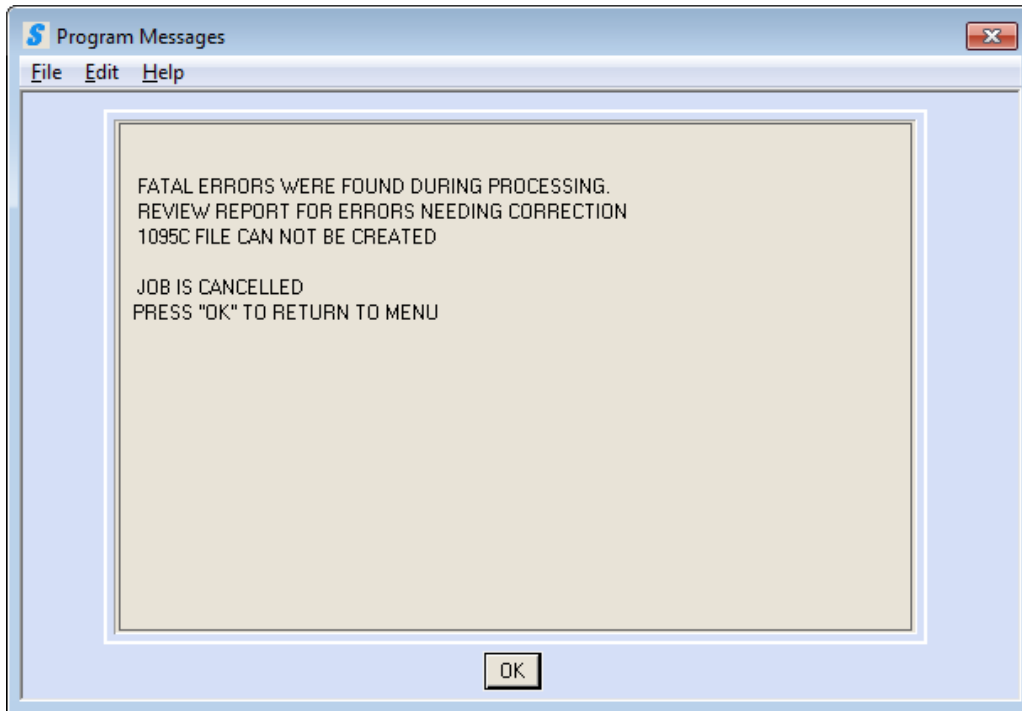 Program Messages
File Edit Help
FATAL ERRORS WERE FOUND DURING PROCESSING.
REVIEW REPORT FOR ERRORS NEEDING CORRECTION
1095C FILE CAN NOT BE CREATED
JOB IS CANCELLED
PRESS "OK" TO RETURN TO MENU
OK